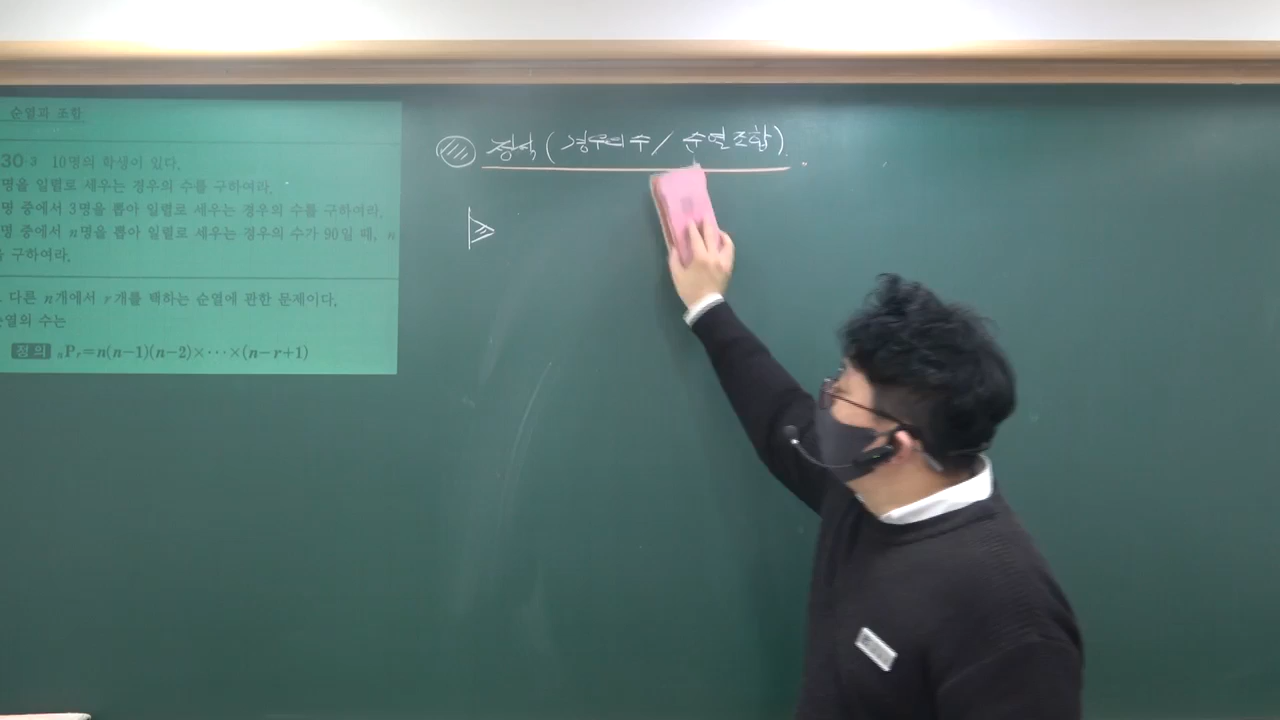 순열과 조합
30·3 10명의 학생이 있다.
명을 일렬로 세우는 경우의 수를 구하여라.
명 중에서 3명을 뽑아 일렬로 세우는 경우의 수를 구하여라.
명 중에서 n명을 뽑아 일렬로 세우는 경우의 수가 90일 때, n
구하여라.
다른 n개에서 r개를 택하는 순열에 관한 문제이다.
순열의 수는
정의 nPr=n(n-1)(n-2)×···×(n-r+1)
정석 (경우의 수 / 순열조합)